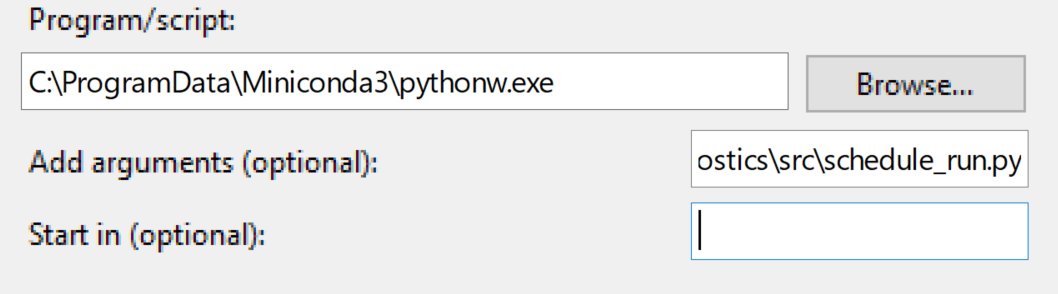 Program/script:
C:\ProgramData\Miniconda3\pythonw.exe
Browse...
Add arguments (optional):
ostics\src\schedule_run.py
Start in (optional):